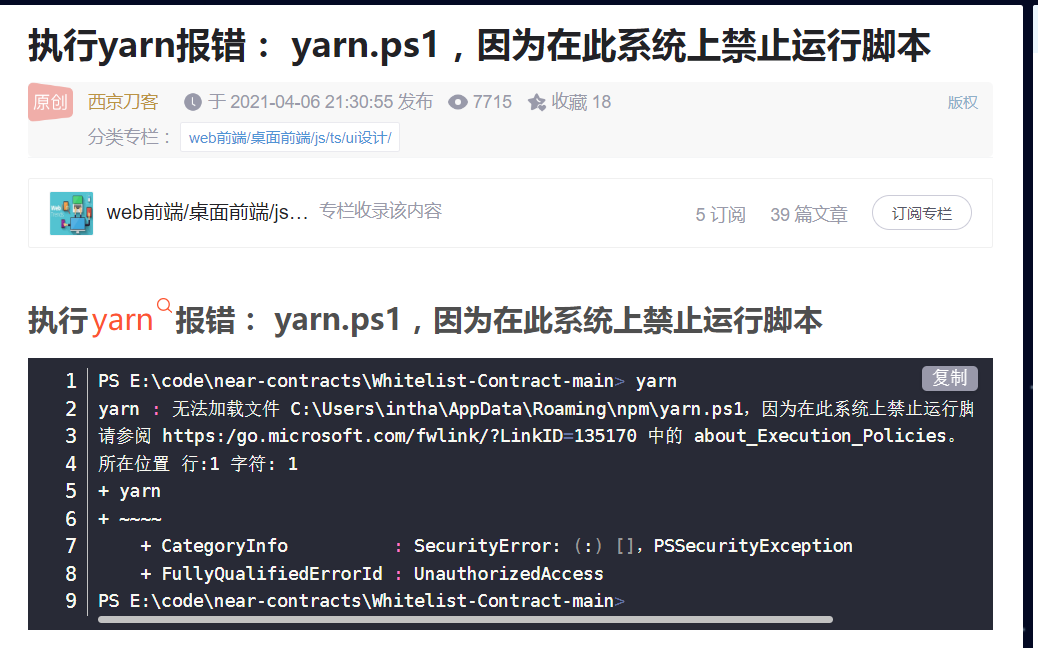 执行yarn报错： yarn.ps1，因为在此系统上禁止运行脚本
原创 西京刀客 于 2021-04-06 21:30:55 发布 7715 收藏 18 版权
分类专栏： web前端/桌面前端/js/ts/ui设计/
web前端/桌面前端/js… 专栏收录该内容 5 订阅 39 篇文章 订阅专栏
执行yarn报错： yarn.ps1，因为在此系统上禁止运行脚本
复制
1 PS E:\code\near-contracts\Whitelist-Contract-main> yarn
2 yarn : 无法加载文件 C:\Users\intha\AppData\Roaming\npm\yarn.ps1，因为在此系统上禁止运行脚
3 请参阅 https:/go.microsoft.com/fwlink/?LinkID=135170 中的 about_Execution_Policies。
4 所在位置 行:1 字符: 1
5 + yarn
6 + ~~~~
7 + CategoryInfo : SecurityError: (:) []，PSSecurityException
8 + FullyQualifiedErrorId : UnauthorizedAccess
9 PS E:\code\near-contracts\Whitelist-Contract-main>